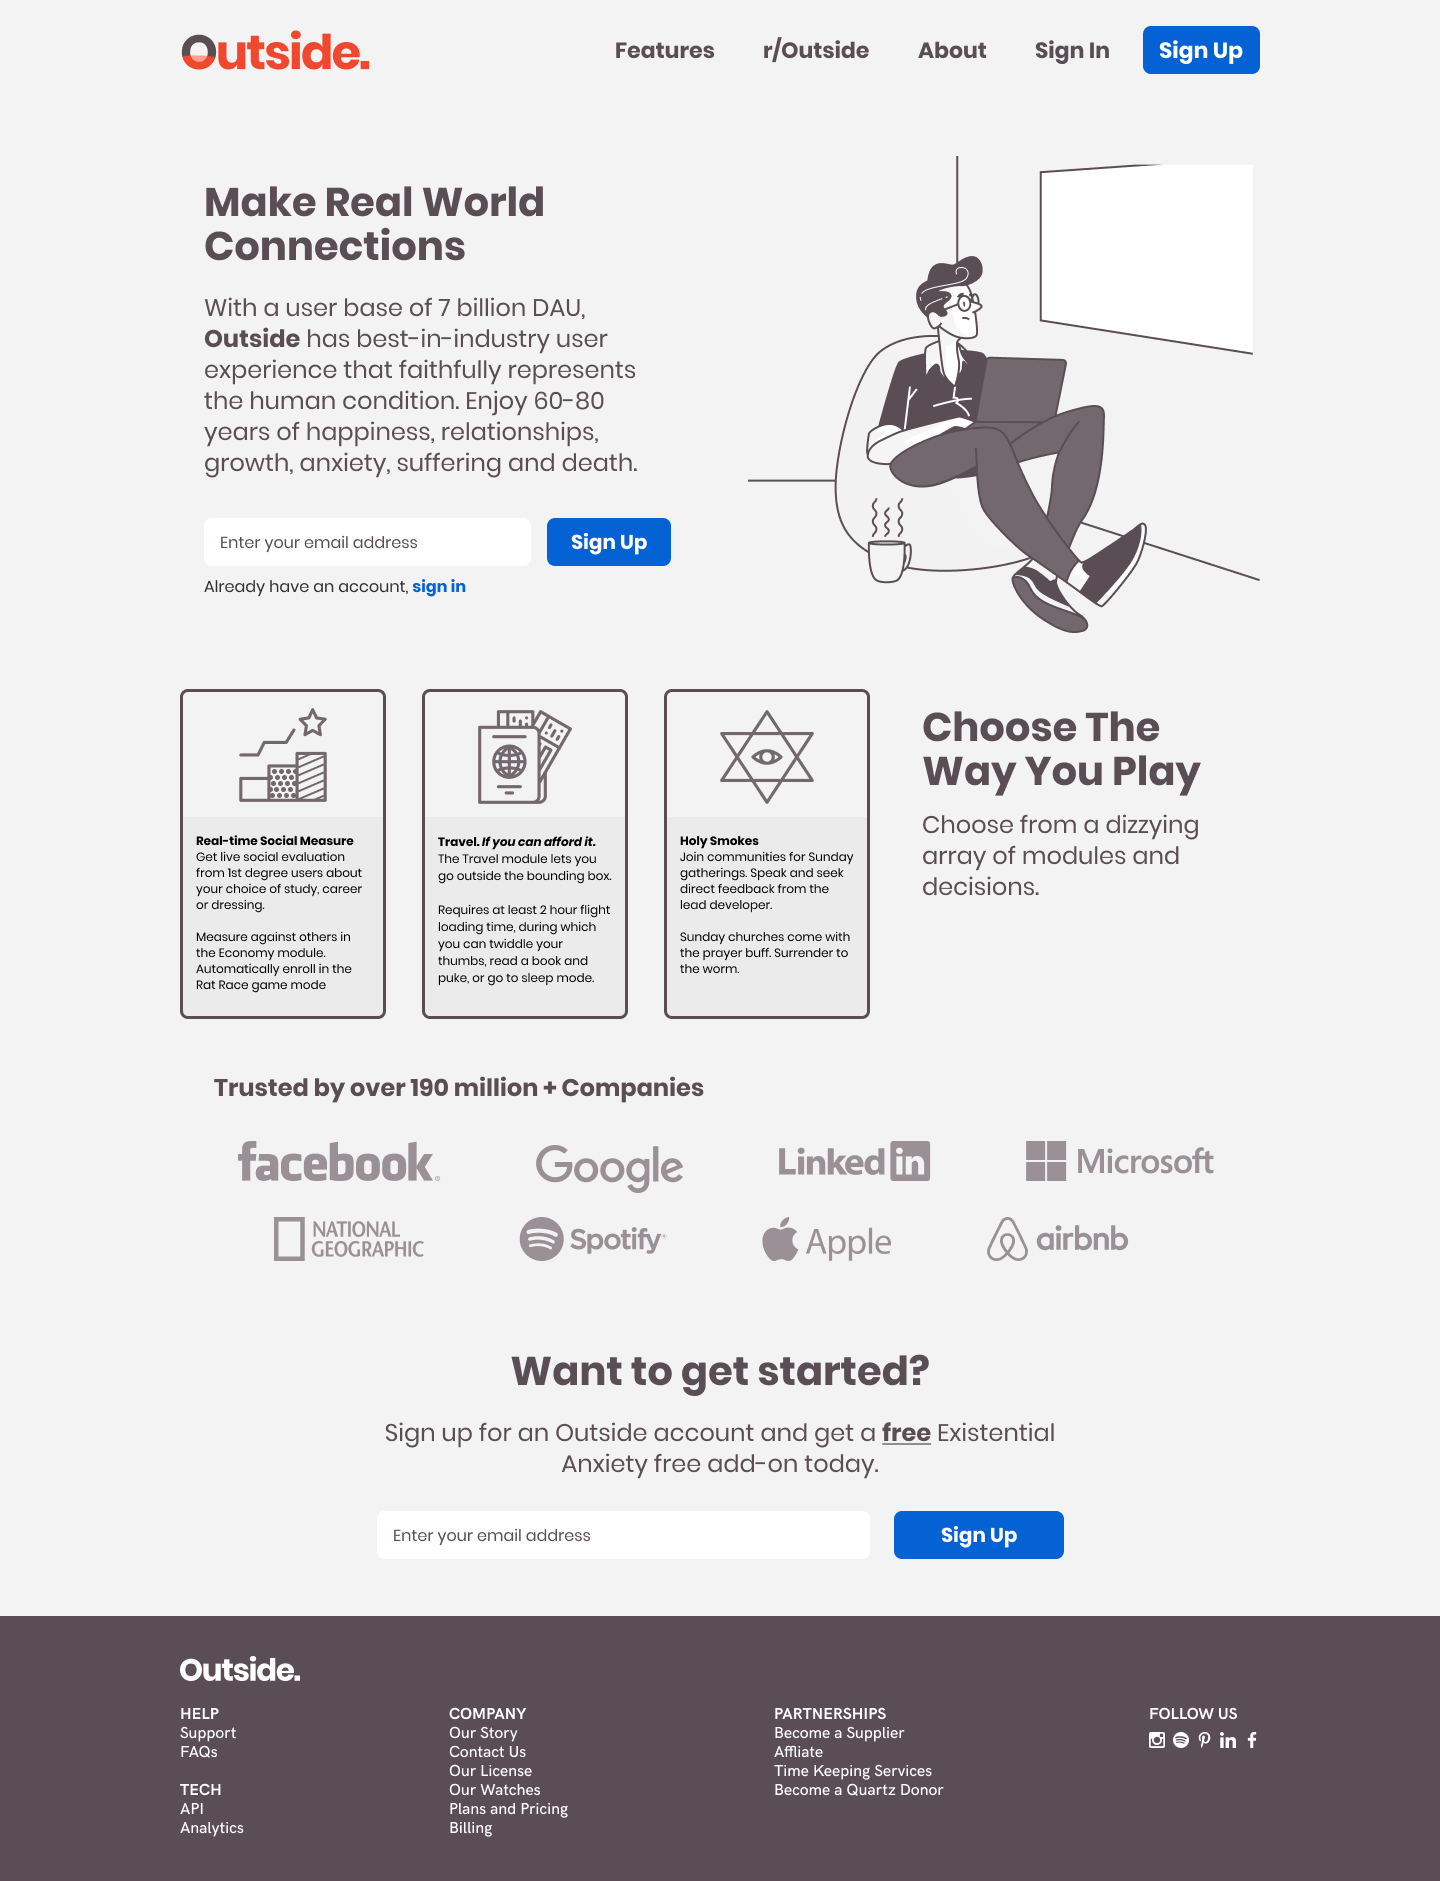 Outside.
Features
r/Outside
About
Sign In
Sign Up
Make Real World
Connections
With a user base of 7 billion DAU,
Outside has best-in-industry user
experience that faithfully represents
the human condition. Enjoy 60-80
years of happiness, relationships,
growth, anxiety, suffering and death.
Enter your email address
Sign Up
Already have an account, sign in
Real-time Social Measure
Get live social evaluation
from 1st degree users about
your choice of study, career
or dressing.
Measure against others in
the Economy module.
Automatically enroll in the
Rat Race game mode
Travel. If you can afford it.
The Travel module lets you
go outside the bounding box.
Requires at least 2 hour flight
loading time, during which
you can twiddle your
thumbs, read a book and
puke, or go to sleep mode.
Holy Smokes
Join communities for Sunday
gatherings. Speak and seek
direct feedback from the
lead developer.
Sunday churches come with
the prayer buff. Surrender to
the worm.
Choose The
Way You Play
Choose from a dizzying
array of modules and
decisions.
Trusted by over 190 million + Companies
facebook®
Google
Linked in
Microsoft
NATIONAL
GEOGRAPHIC
Spotify
Apple
airbnb
Want to get started?
Sign up for an Outside account and get a free Existential
Anxiety free add-on today.
Enter your email address
Sign Up
Outside.
HELP
Support
FAQs
TECH
API
Analytics
COMPANY
Our Story
Contact Us
Our License
Our Watches
Plans and Pricing
Billing
PARTNERSHIPS
Become a Supplier
Affliate
Time Keeping Services
Become a Quartz Donor
FOLLOW US